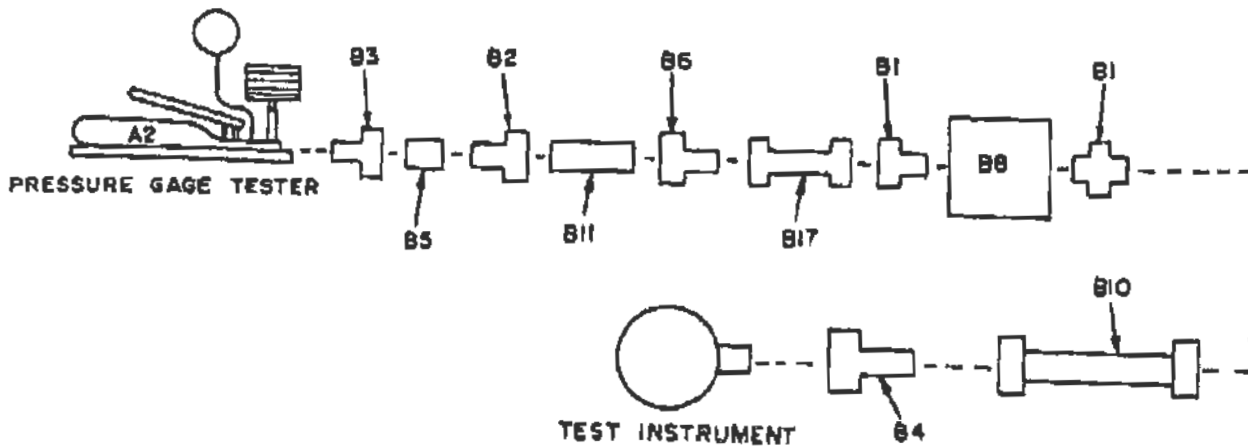 B3
B2
B6
B1
B1
A2
B8
PRESSURE GAGE TESTER
B5
B11
B17
B10
TEST INSTRUMENT
B4